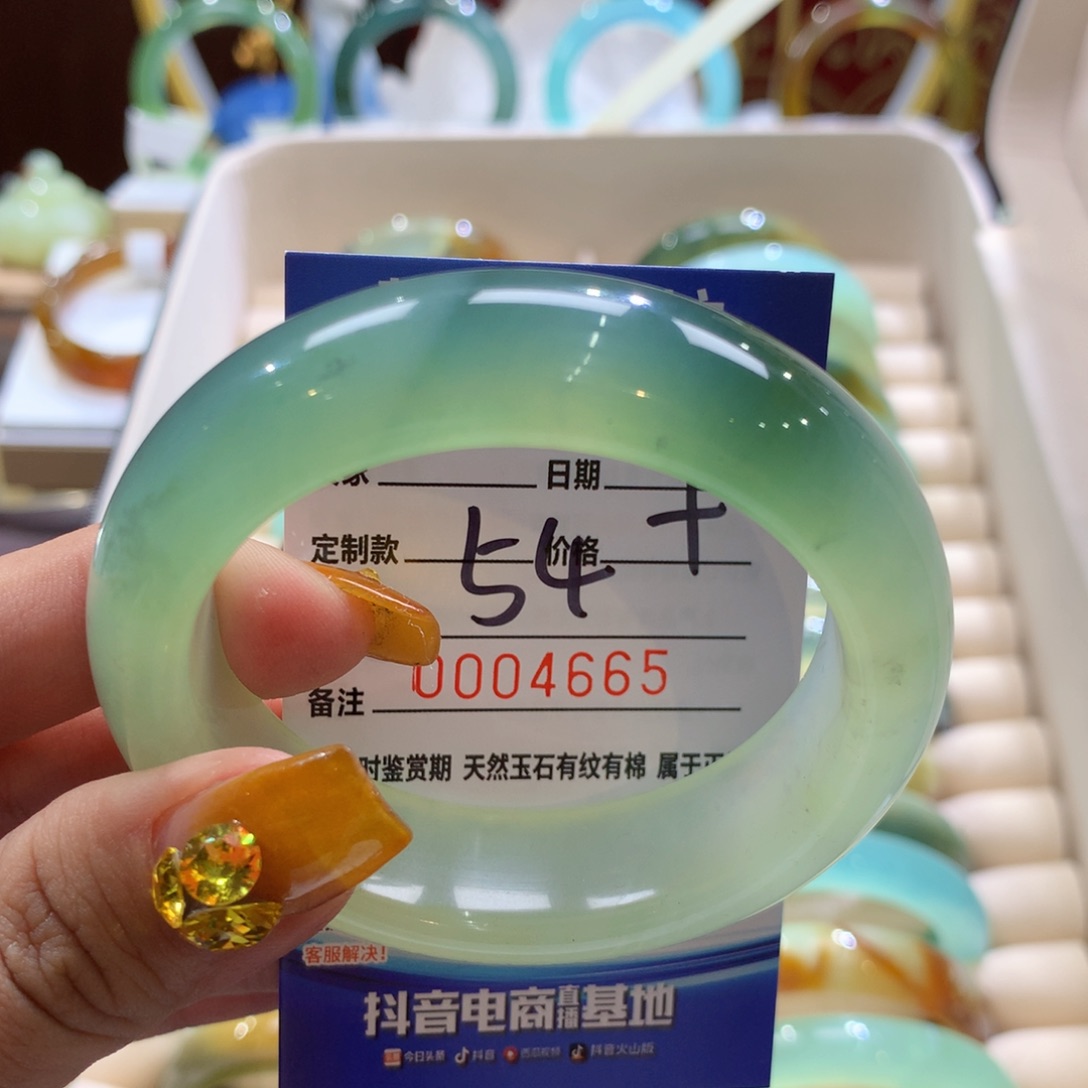 日期
定制款 价格
54 +
0004665
备注
时鉴赏期 天然玉石有纹有棉 属于
客服解决!
抖音电商直播基地
今日头条 抖音 西瓜视频 抖音火山版